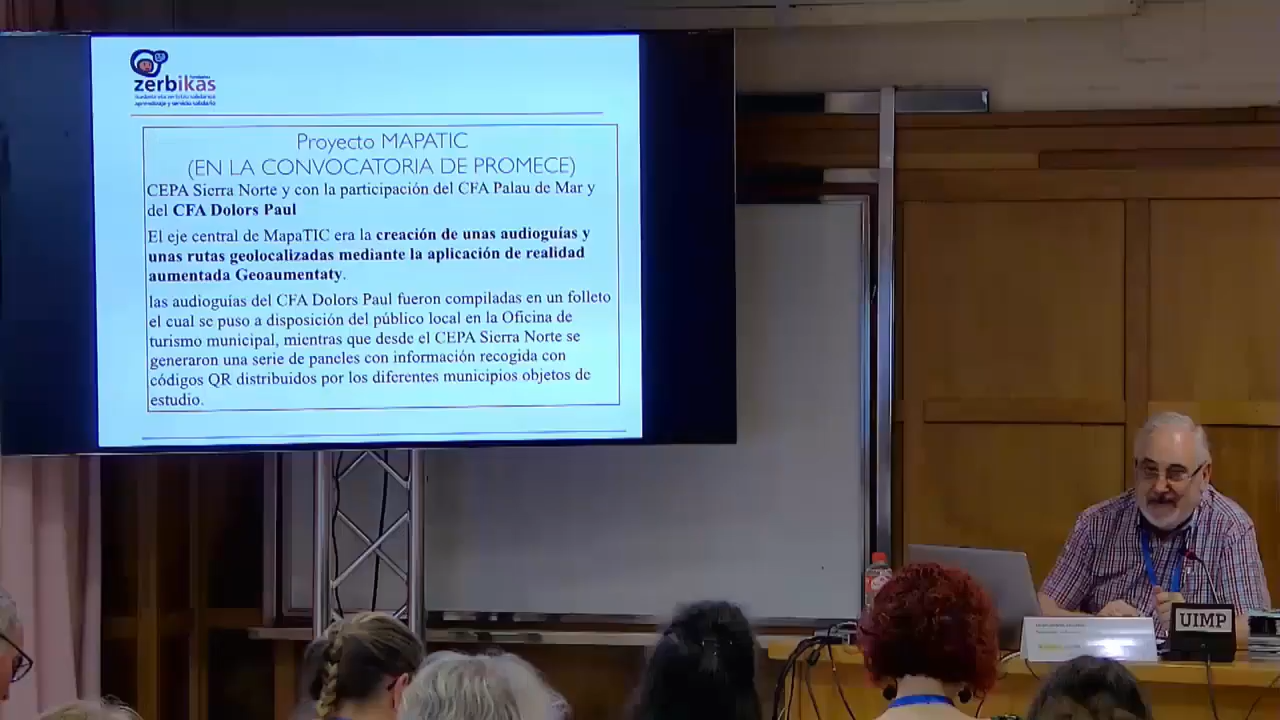 zerbikas
aprendizaje y servicio solidario
Proyecto MAPATIC
(EN LA CONVOCATORIA DE PROMECE)
CEPA Sierra Norte y con la participación del CFA Palau de Mar y
del CFA Dolors Paul
El eje central de MapaTIC era la creación de unas audioguías y
unas rutas geolocalizadas mediante la aplicación de realidad
aumentada Geoaumentaty.
las audioguías del CFA Dolors Paul fueron compiladas en un folleto
el cual se puso a disposición del público local en la Oficina de
turismo municipal, mientras que desde el CEPA Sierra Norte se
generaron una serie de paneles con información recogida con
códigos QR distribuidos por los diferentes municipios objetos de
estudio.
UIMP